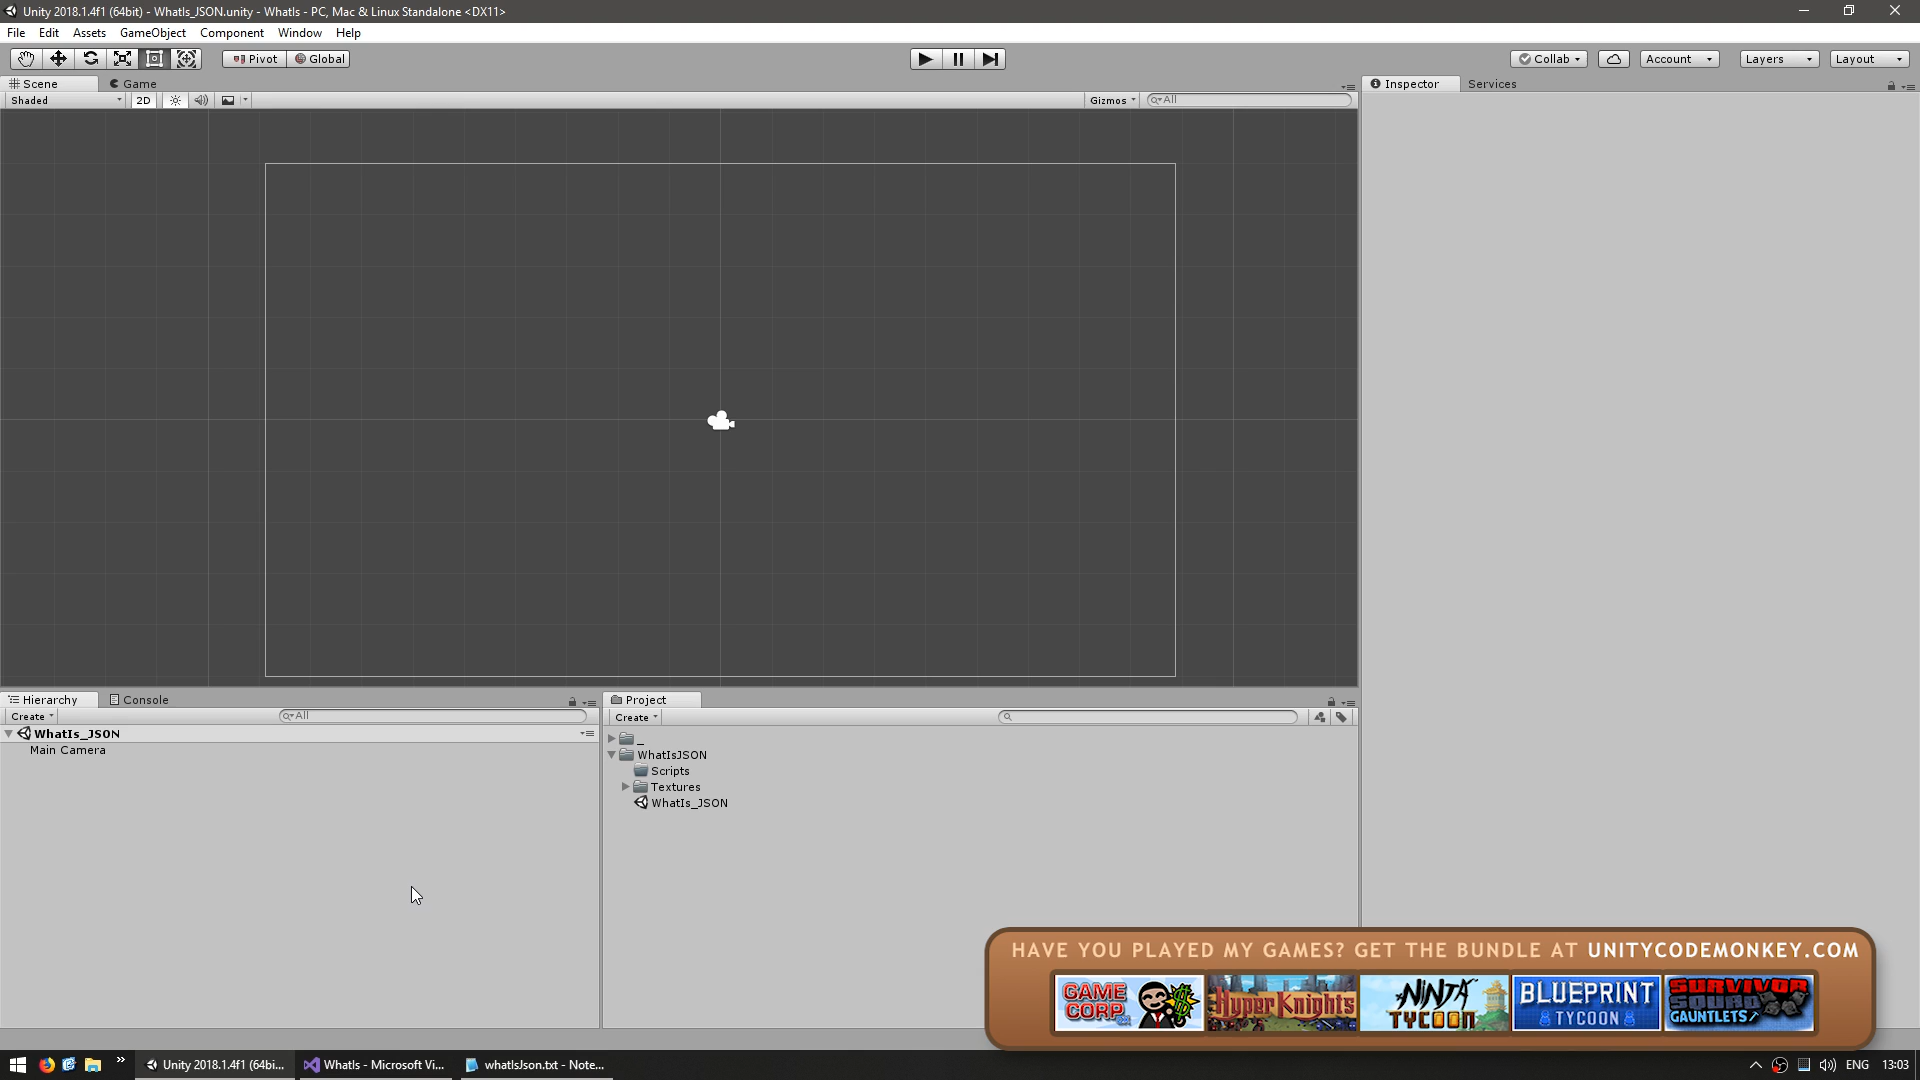 Unity 2018.1.4f1 (64bit) - WhatIs_JSON.unity - WhatIs - PC, Mac & Linux Standalone <DX11>
File Edit Assets GameObject Component Window Help
Pivot Global Collab Account Layers Layout
Scene Game Inspector Services
Shaded 2D Gizmos All
Hierarchy Console Project
Create All Create
WhatIs_JSON
Main Camera
_
WhatIsJSON
Scripts
Textures
WhatIs_JSON
HAVE YOU PLAYED MY GAMES? GET THE BUNDLE AT UNITYCODEMONKEY.COM
GAME CORP HyperKnights NINJA TYCOON BLUEPRINT TYCOON SURVIVOR SQUAD GAUNTLETS
Unity 2018.1.4f1 (64bi... WhatIs - Microsoft Vi... whatIsJson.txt - Note... ENG 13:03